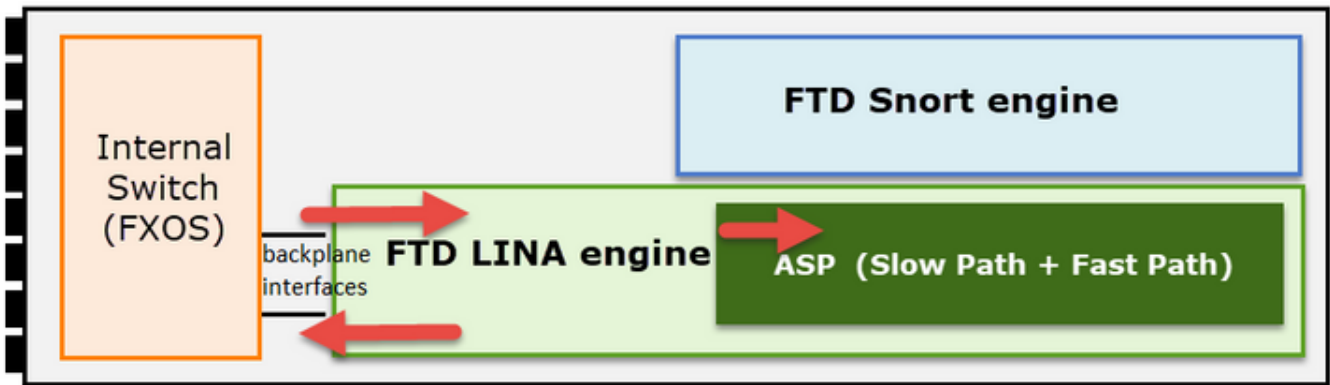 Internal
Switch
(FXOS)
FTD Snort engine
backplane
interfaces
FTD LINA engine
ASP (Slow Path + Fast Path)